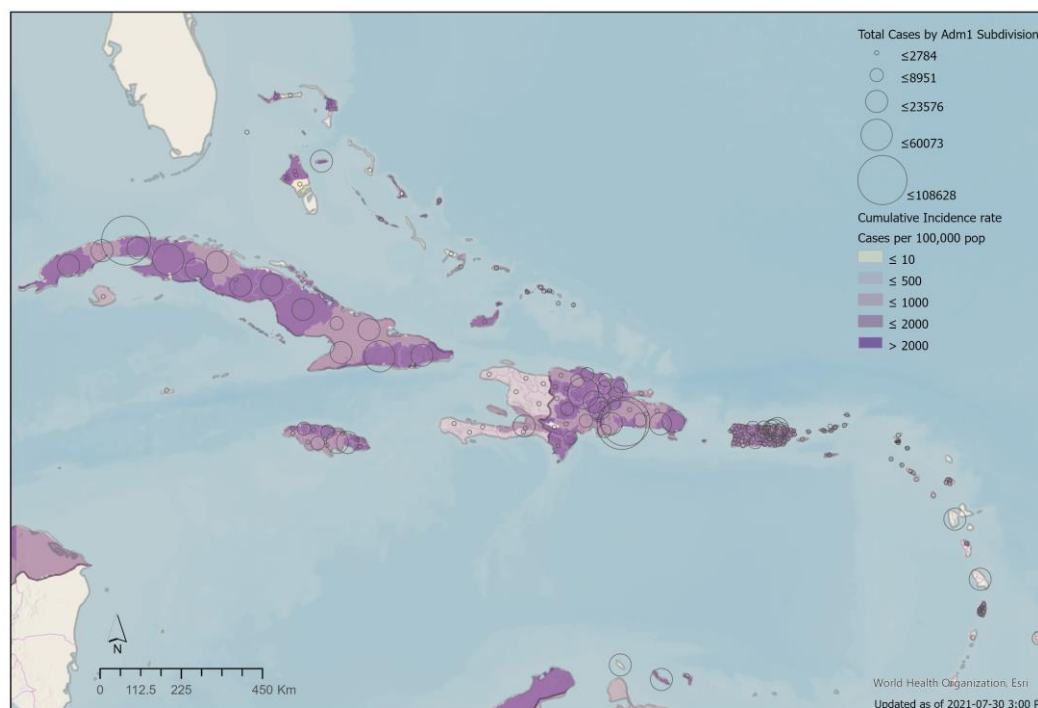 Total Cases by Adm1 Subdivision
≤2784
≤8951
≤23576
≤60073
≤108628
Cumulative Incidence rate
Cases per 100,000 pop
≤ 10
≤ 500
≤ 1000
≤ 2000
> 2000
N
0 112.5 225 450 Km
World Health Organization, Esri
Updated as of 2021-07-30 3:00 P